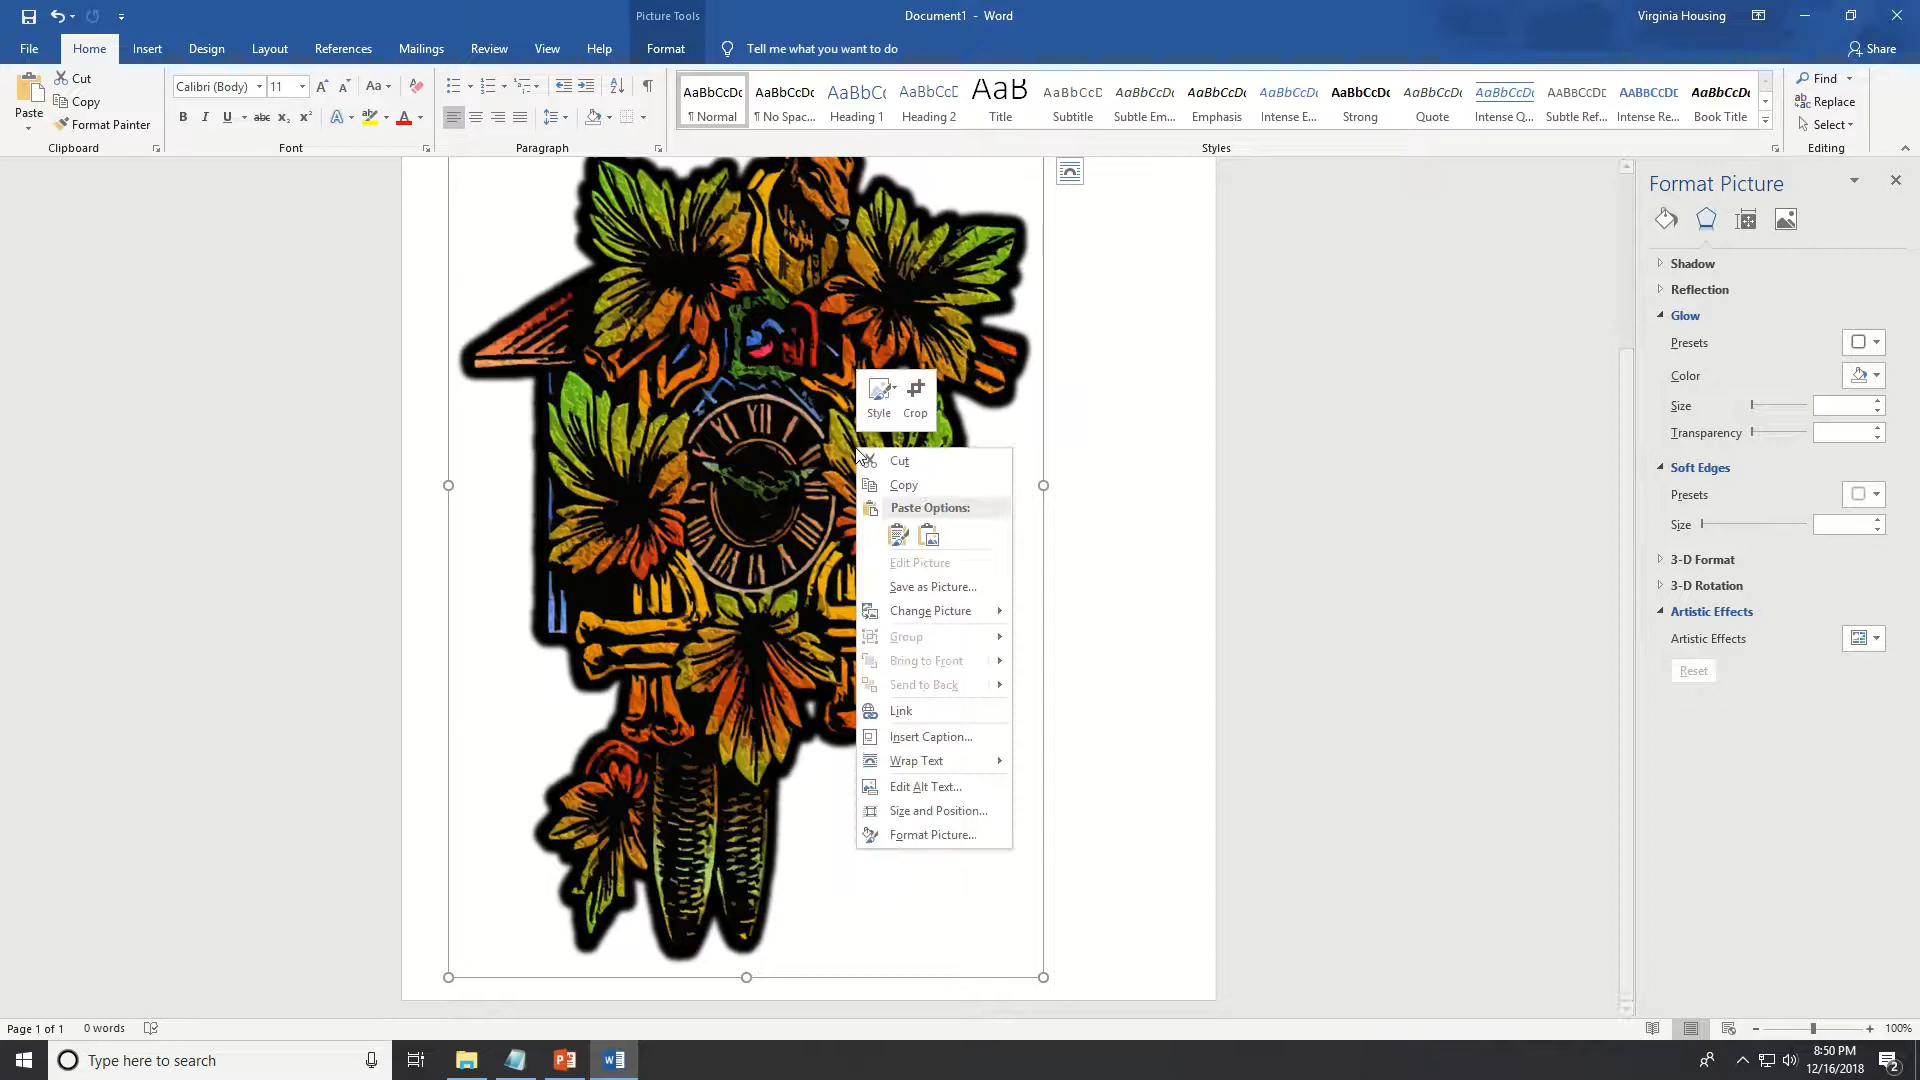 Picture Tools
Document1 - Word
Virginia Housing
File Home Insert Design Layout References Mailings Review View Help Format Tell me what you want to do Share
Paste
Cut
Copy
Format Painter
Clipboard
Calibri (Body) 11
Aa
B I U abc x₂ x² A A
Font
Paragraph
AaBbCcDc AaBbCcDc AaBbCc AaBbCcD AaB AaBbCcC AaBbCcDc AaBbCcDc AaBbCcDc AaBbCcDc AaBbCcDc AaBbCcDc AABBCCDE AABBCCDE AaBbCcDc
¶ Normal ¶ No Spac... Heading 1 Heading 2 Title Subtitle Subtle Em... Emphasis Intense E... Strong Quote Intense Q... Subtle Ref... Intense Re... Book Title
Styles
Find
Replace
Select
Editing
Style Crop
Cut
Copy
Paste Options:
Edit Picture
Save as Picture...
Change Picture
Group
Bring to Front
Send to Back
Link
Insert Caption...
Wrap Text
Edit Alt Text...
Size and Position...
Format Picture...
VII
Format Picture
Shadow
Reflection
Glow
Presets
Color
Size
Transparency
Soft Edges
Presets
Size
3-D Format
3-D Rotation
Artistic Effects
Artistic Effects
Reset
Page 1 of 1 0 words
100%
Type here to search
8:50 PM
12/16/2018
2